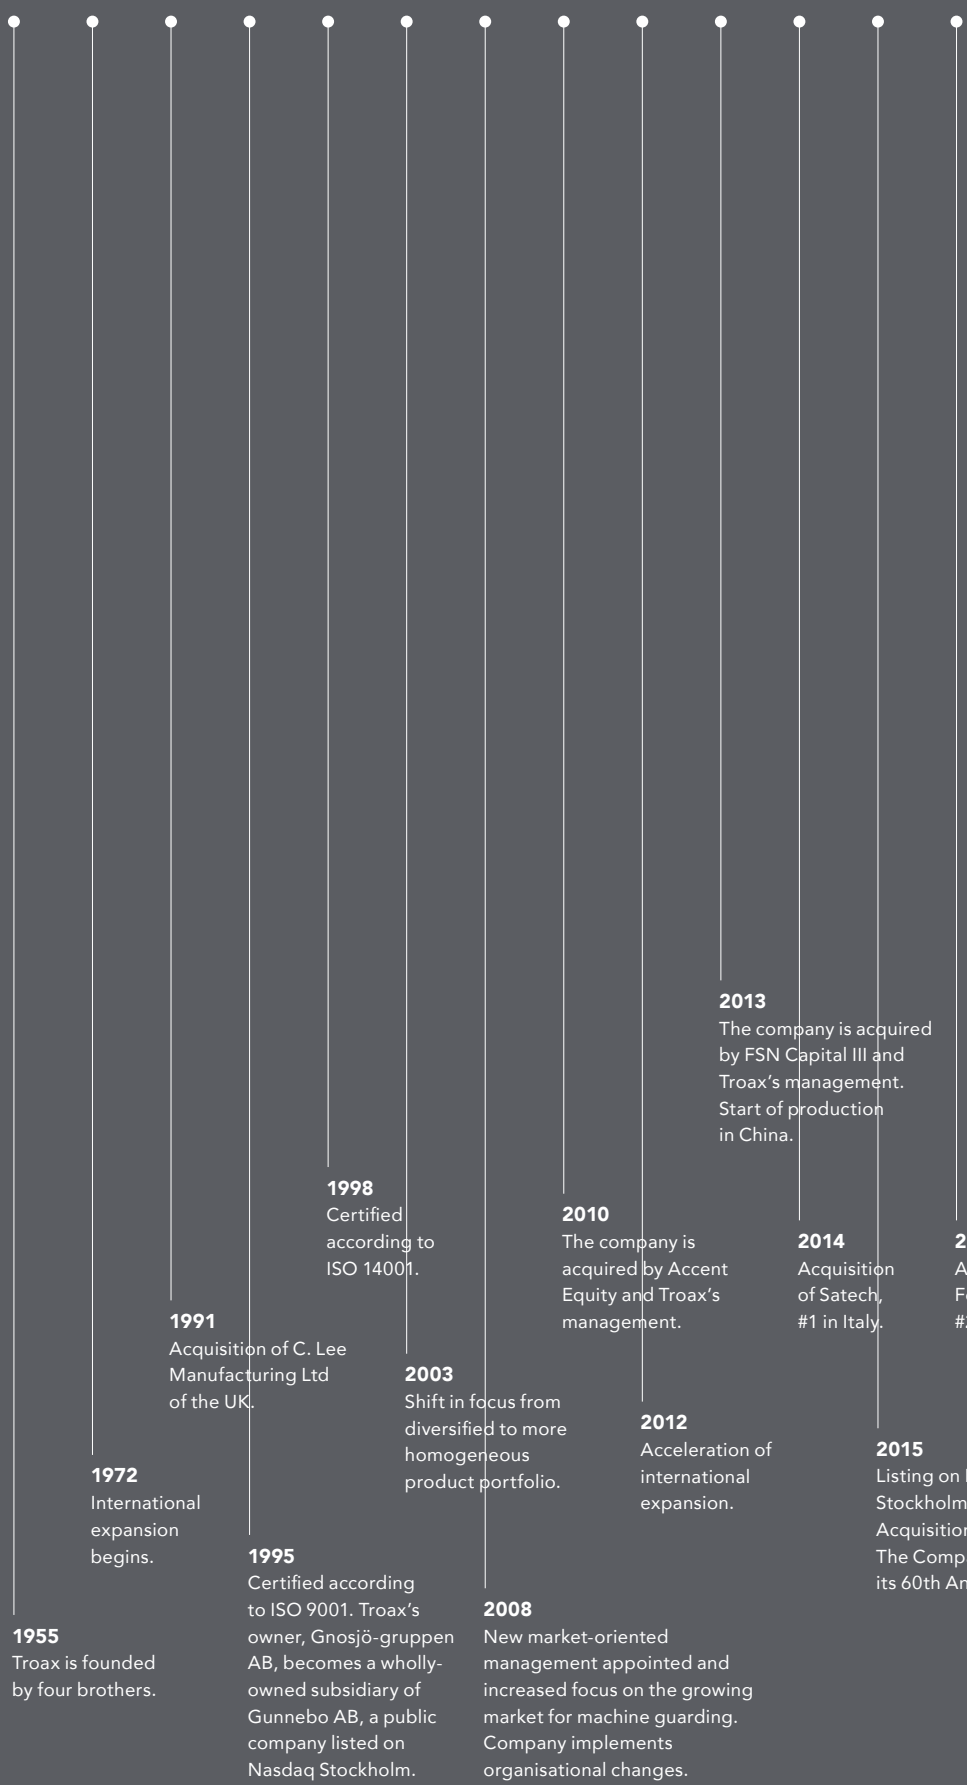 1955
Troax is founded
by four brothers.
1972
International
expansion
begins.
1991
Acquisition of C. Lee
Manufacturing Ltd
of the UK.
1995
Certified according
to ISO 9001. Troax’s
owner, Gnosjö-gruppen
AB, becomes a wholly-
owned subsidiary of
Gunnebo AB, a public
company listed on
Nasdaq Stockholm.
1998
Certified
according to
ISO 14001.
2003
Shift in focus from
diversified to more
homogeneous
product portfolio.
2008
New market-oriented
management appointed and
increased focus on the growing
market for machine guarding.
Company implements
organisational changes.
2010
The company is
acquired by Accent
Equity and Troax’s
management.
2012
Acceleration of
international
expansion.
2013
The company is acquired
by FSN Capital III and
Troax’s management.
Start of production
in China.
2014
Acquisition
of Satech,
#1 in Italy.
2015
Listing on
Stockholm
Acquisition
The
its 60th